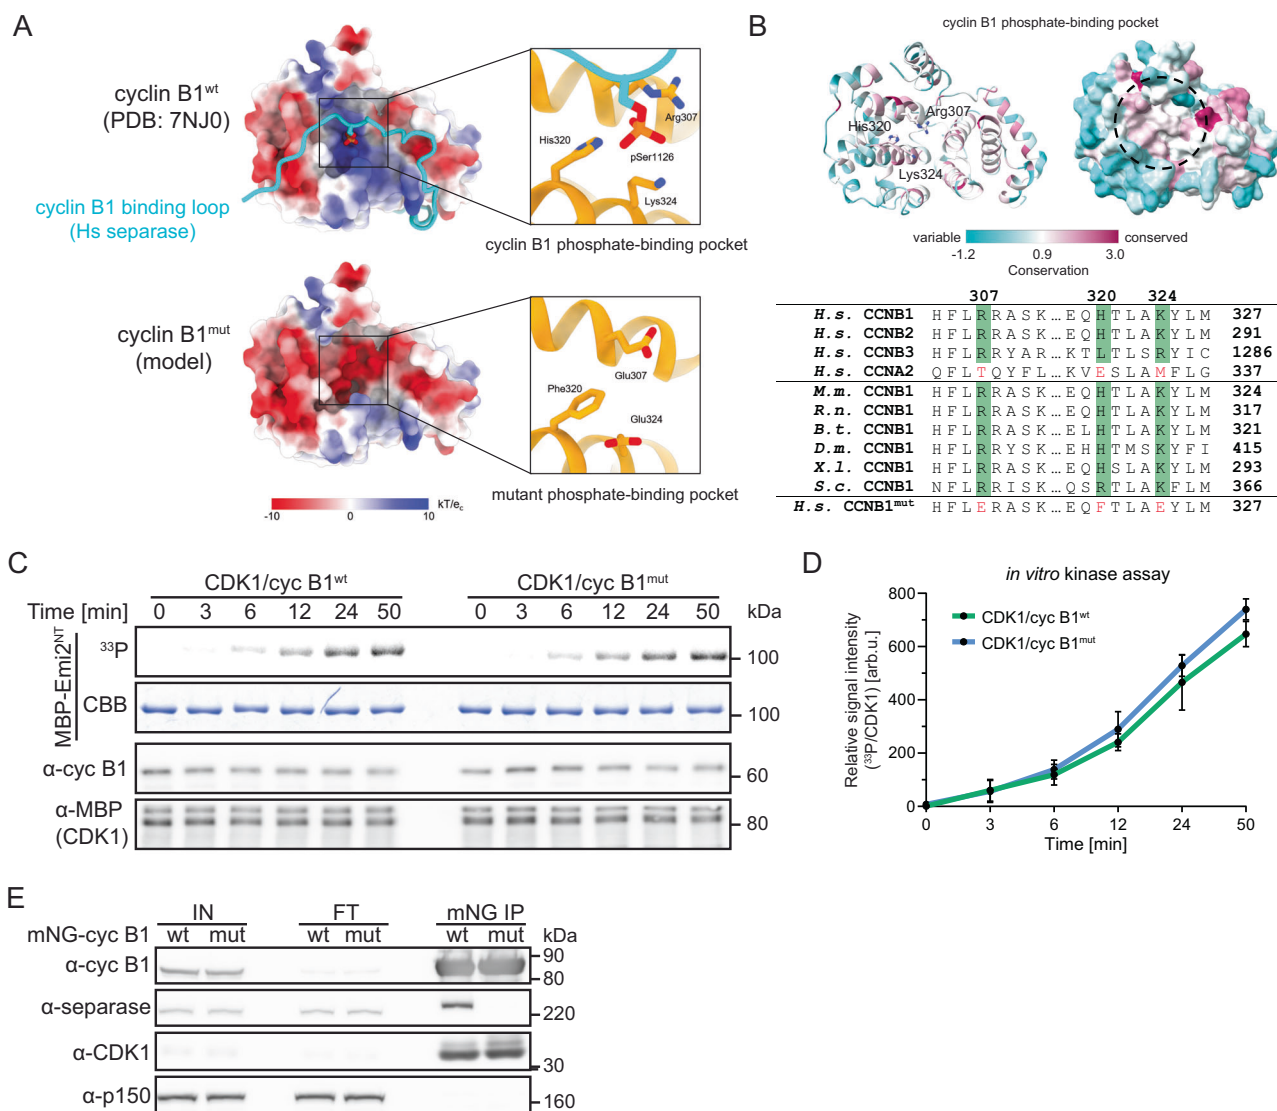 A
cyclin B1wt
(PDB: 7NJ0)
cyclin B1 binding loop
(Hs separase)
Arg307
His320
pSer1126
Lys324
cyclin B1 phosphate-binding pocket
cyclin B1mut
(model)
Glu307
Phe320
Glu324
mutant phosphate-binding pocket
-10 10 kT/ec
B
cyclin B1 phosphate-binding pocket
Arg307
His320
Lys324
variable conserved
-1.2 0.9 3.0
Conservation
307 320 324
H.s. CCNB1 HFLRRASK…EQHTLAKYLM 327
H.s. CCNB2 HFLRRASK…EQHTLAKYLM 291
H.s. CCNB3 HFLRRYAR…KTLTLSRYIC 1286
H.s. CCNA2 QFLTQYFL…KVESLAMFLG 337
M.m. CCNB1 HFLRRASK…EQHTLAKYLM 324
R.n. CCNB1 HFLRRASK…EQHTLAKYLM 317
B.t. CCNB1 HFLRRASK…ELHTLAKYLM 321
D.m. CCNB1 HFLRRYSK…EHHTMSKYFI 415
X.l. CCNB1 HFLRRASK…EQHSLAKYLM 293
S.c. CCNB1 NFLRRISK…QSRTLAKFLM 366
H.s. CCNB1mut HFLERASK…EQFTLAEYLM 327
C
CDK1/cyc B1wt CDK1/cyc B1mut
Time [min] 0 3 6 12 24 50 0 3 6 12 24 50 kDa
MBP-Emi2NT
33P 100
CBB 100
α-cyc B1 60
α-MBP
(CDK1) 80
D
in vitro kinase assay
CDK1/cyc B1wt
CDK1/cyc B1mut
Relative signal intensity
(33P/CDK1) [arb.u.]
800
600
400
200
0
0 3 6 12 24 50
Time [min]
E
IN FT mNG IP
mNG-cyc B1 wt mut wt mut wt mut kDa
α-cyc B1 90
80
α-separase 220
α-CDK1 30
α-p150 160